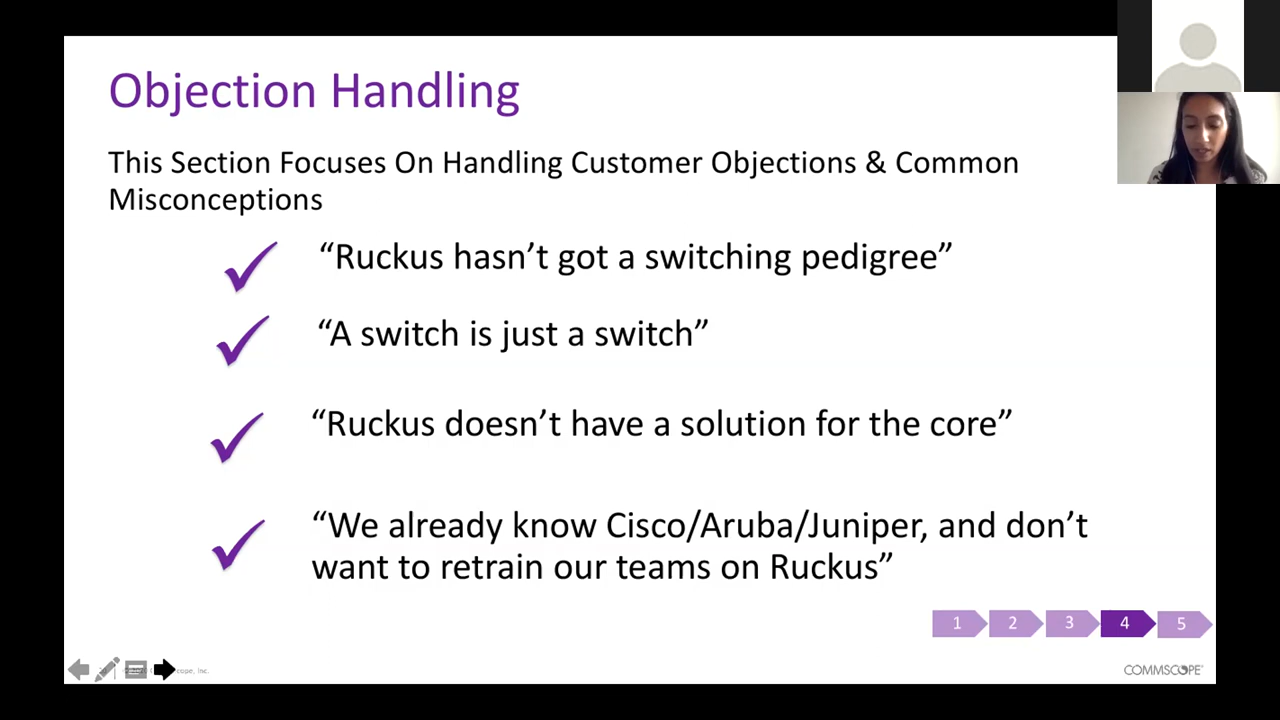 Objection Handling
This Section Focuses On Handling Customer Objections & Common
Misconceptions
“Ruckus hasn’t got a switching pedigree”
“A switch is just a switch”
“Ruckus doesn’t have a solution for the core”
“We already know Cisco/Aruba/Juniper, and don’t
want to retrain our teams on Ruckus”
1 2 3 4 5
COMMSCOPE